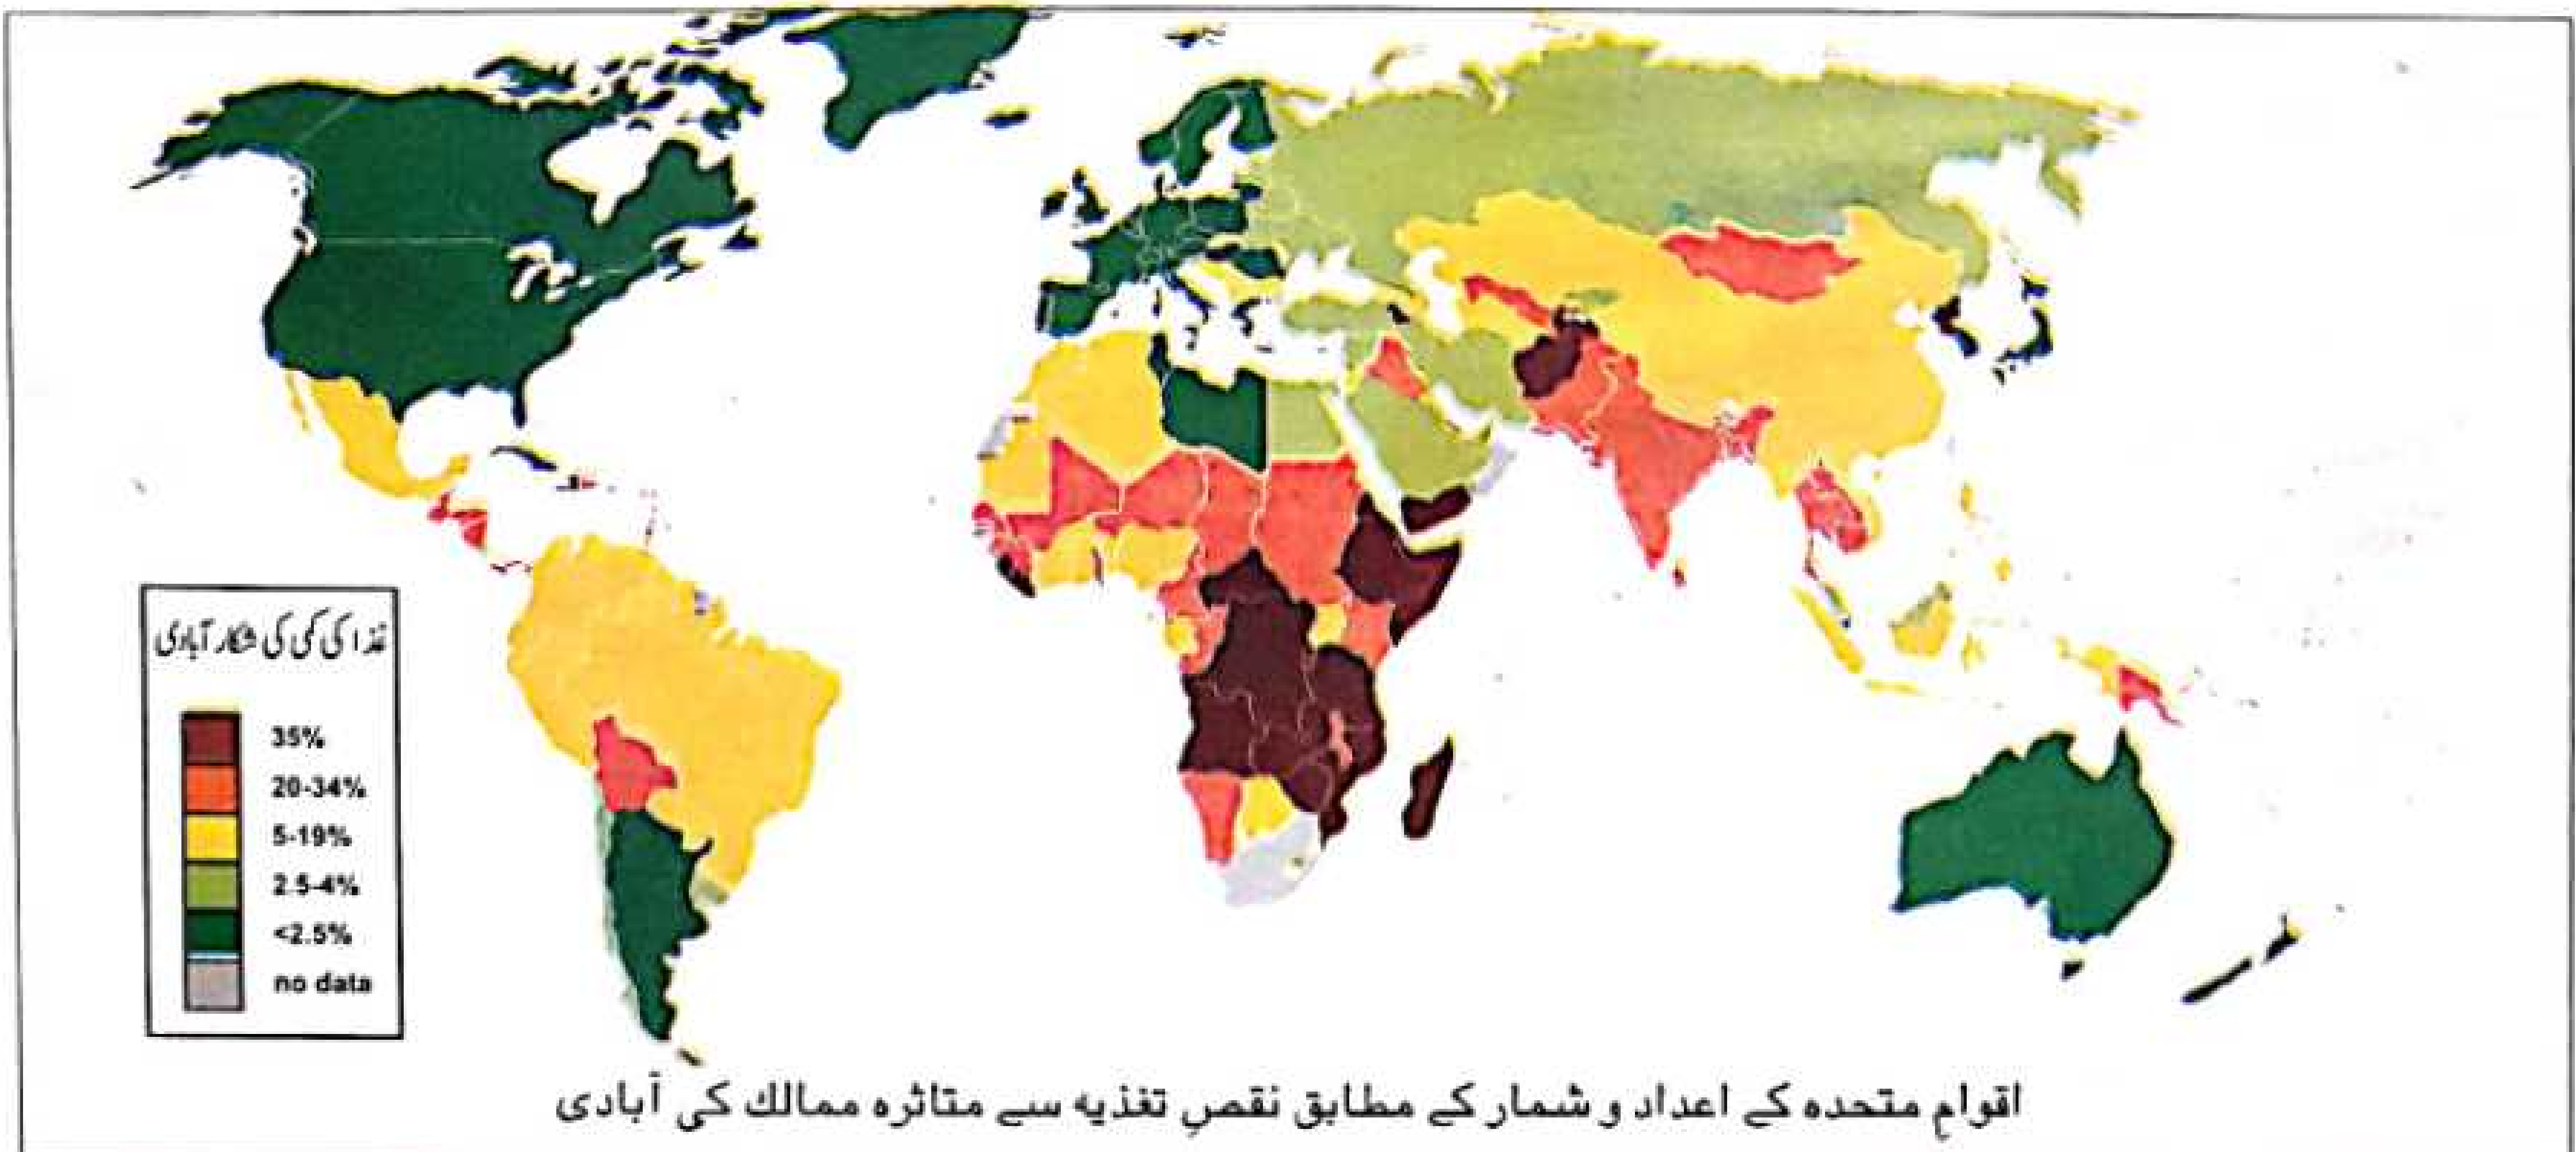 غذا کی کمی کی شکار آبادی
35%
20-34%
5-19%
2.5-4%
<2.5%
no data
اقوامِ متحدہ کے اعداد و شمار کے مطابق نقصِ تغذیہ سے متاثرہ ممالک کی آبادی